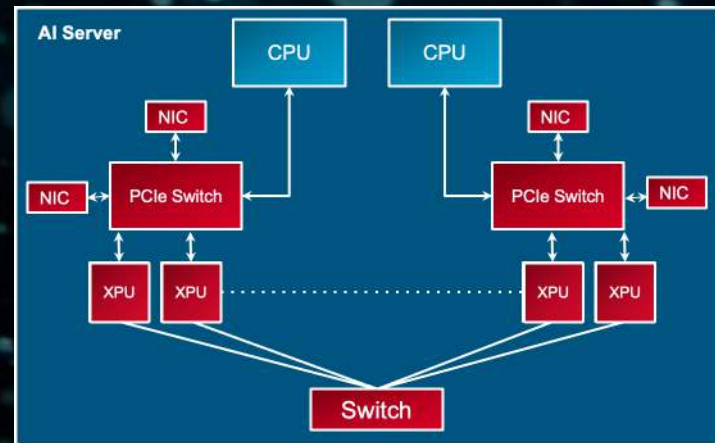 AI Server
CPU
CPU
NIC
NIC
NIC
PCIe Switch
PCIe Switch
NIC
XPU
XPU
XPU
XPU
Switch